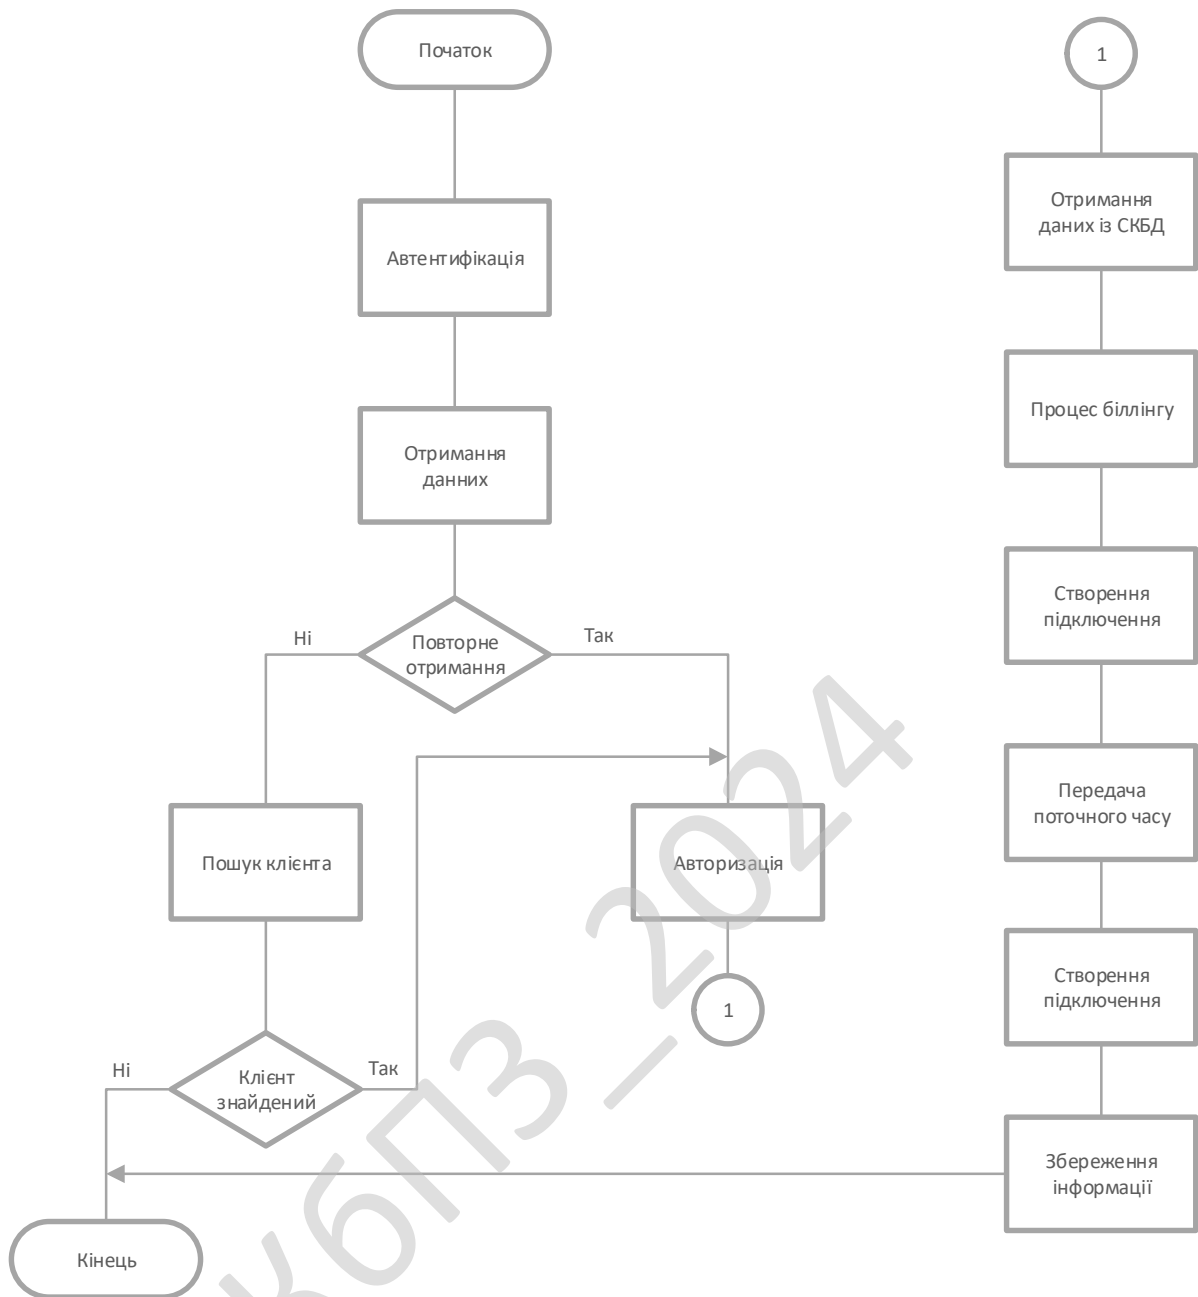 Початок
Автентифікація
Отримання
данних
Повторне
отримання
Ні
Так
Пошук клієнта
Авторизація
1
Клієнт
знайдений
Ні
Так
Кінець
1
Отримання
даних із СКБД
Процес біллінгу
Створення
підключення
Передача
поточного часу
Створення
підключення
Збереження
інформації
КбПЗ_2024